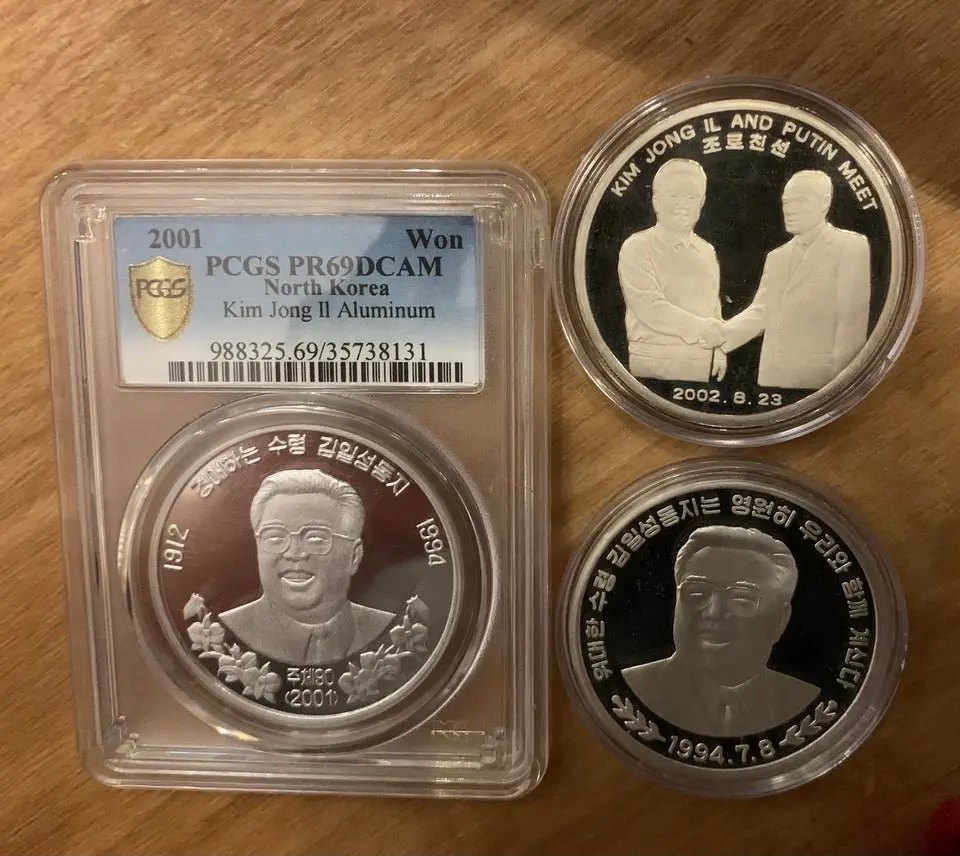 2001
Won
PCGS PR69DCAM
PCGS
North Korea
Kim Jong Il Aluminum
988325.69/35738131
경애하는 수령 김일성동지
1912
1994
주체90
(2001)
KIM JONG IL AND PUTIN MEET
조로친선
2002.8.23
위대한 수령 김일성동지는 영원히 우리와 함께 계신다
1994.7.8